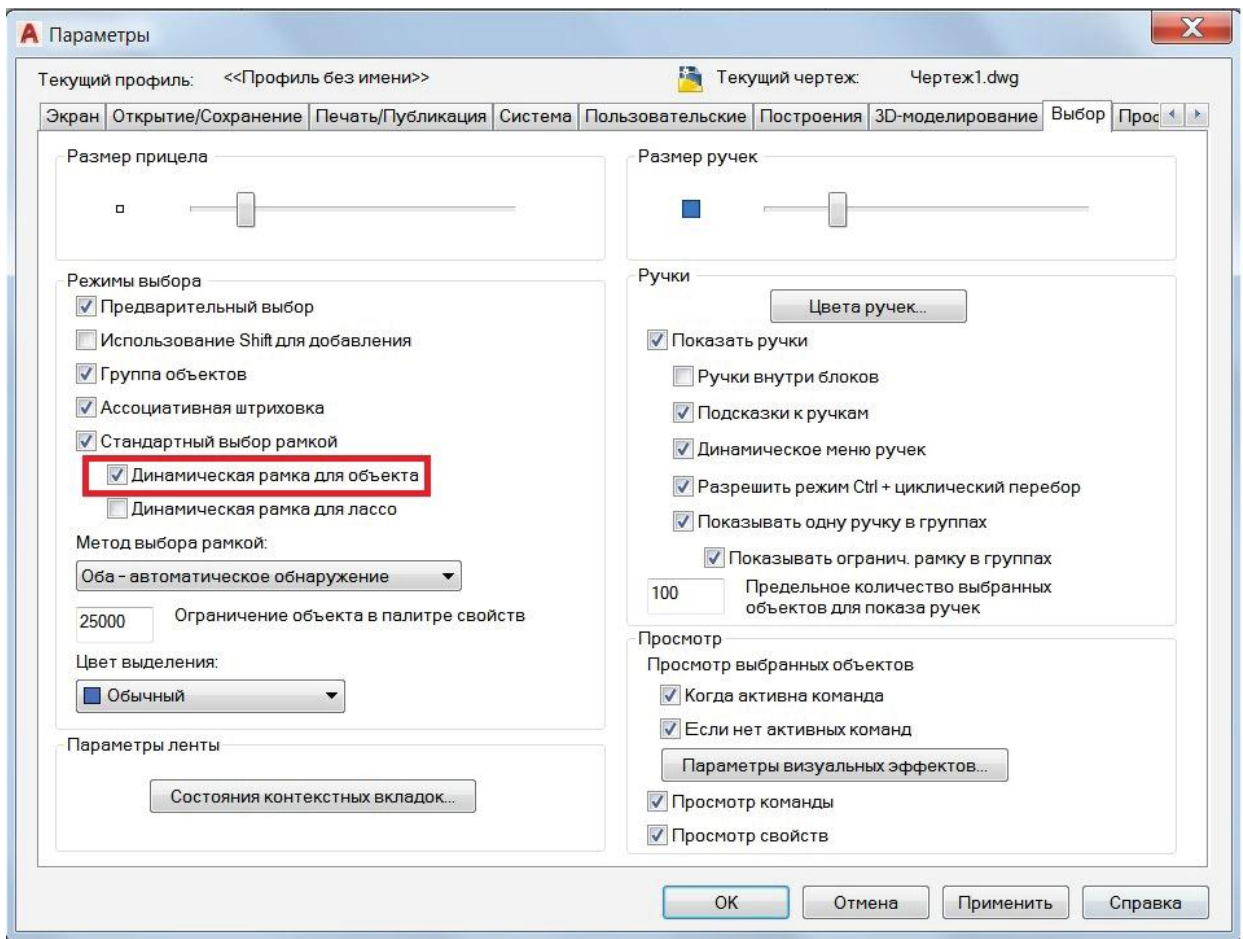 Параметры
Текущий профиль: <<Профиль без имени>> Текущий чертеж: Чертеж1.dwg
Экран Открытие/Сохранение Печать/Публикация Система Пользовательские Построения 3D-моделирование Выбор Прос
Размер прицела
Режимы выбора
Предварительный выбор
Использование Shift для добавления
Группа объектов
Ассоциативная штриховка
Стандартный выбор рамкой
Динамическая рамка для объекта
Динамическая рамка для лассо
Метод выбора рамкой:
Оба - автоматическое обнаружение
25000 Ограничение объекта в палитре свойств
Цвет выделения:
Обычный
Параметры ленты
Состояния контекстных вкладок...
Размер ручек
Ручки
Цвета ручек...
Показать ручки
Ручки внутри блоков
Подсказки к ручкам
Динамическое меню ручек
Разрешить режим Ctrl + циклический перебор
Показывать одну ручку в группах
Показывать огранич. рамку в группах
100 Предельное количество выбранных
объектов для показа ручек
Просмотр
Просмотр выбранных объектов
Когда активна команда
Если нет активных команд
Параметры визуальных эффектов...
Просмотр команды
Просмотр свойств
OK Отмена Применить Справка